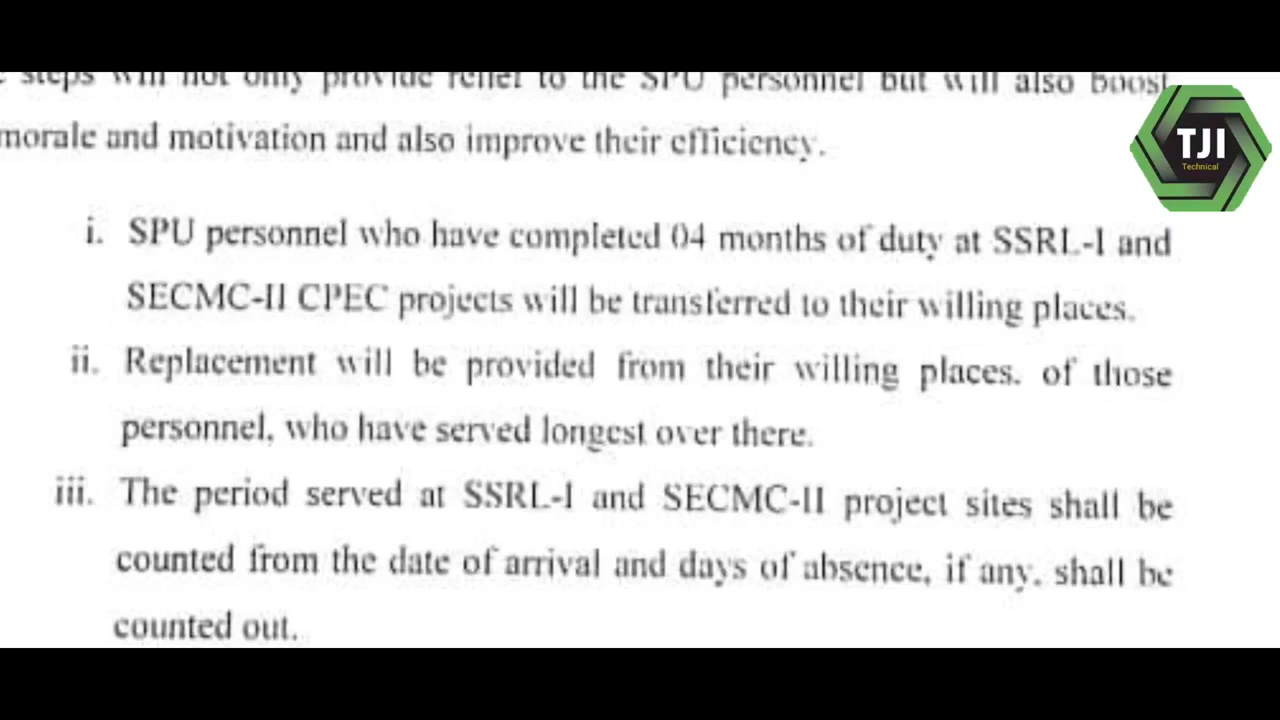 steps will not only provide relief to the SPU personnel but will also boost
morale and motivation and also improve their efficiency.
TJI
Technical
i. SPU personnel who have completed 04 months of duty at SSRL-I and
SECMC-II CPEC projects will be transferred to their willing places.
ii. Replacement will be provided from their willing places. of those
personnel, who have served longest over there.
iii. The period served at SSRL-I and SECMC-II project sites shall be
counted from the date of arrival and days of absence, if any. shall be
counted out.